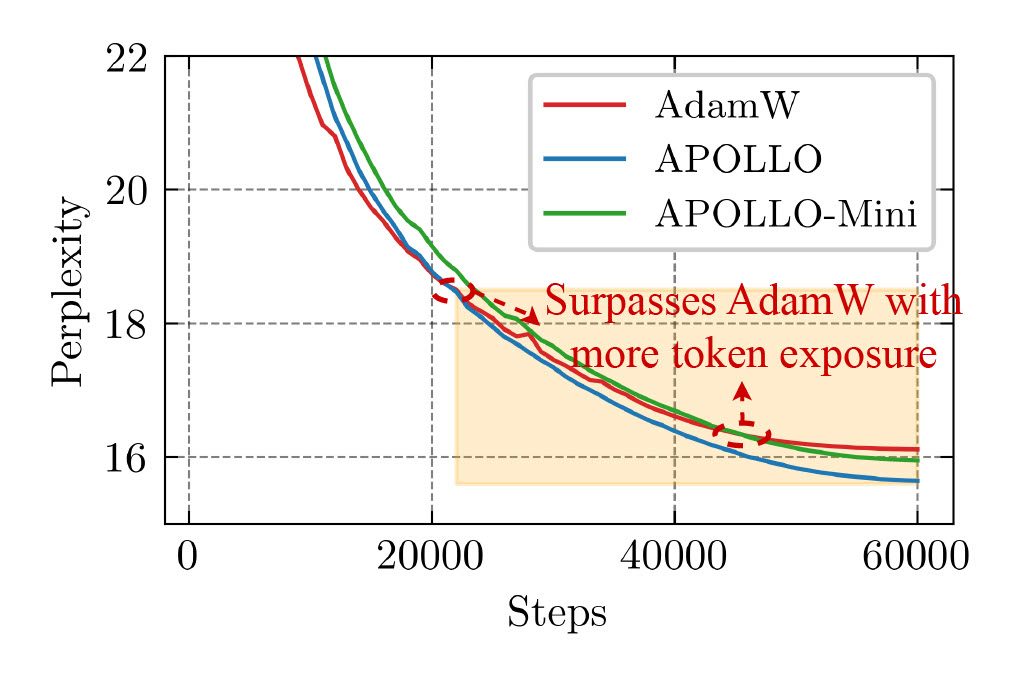 22
20
18
16
Perplexity
AdamW
APOLLO
APOLLO-Mini
Surpasses AdamW with
more token exposure
0
20000
40000
60000
Steps